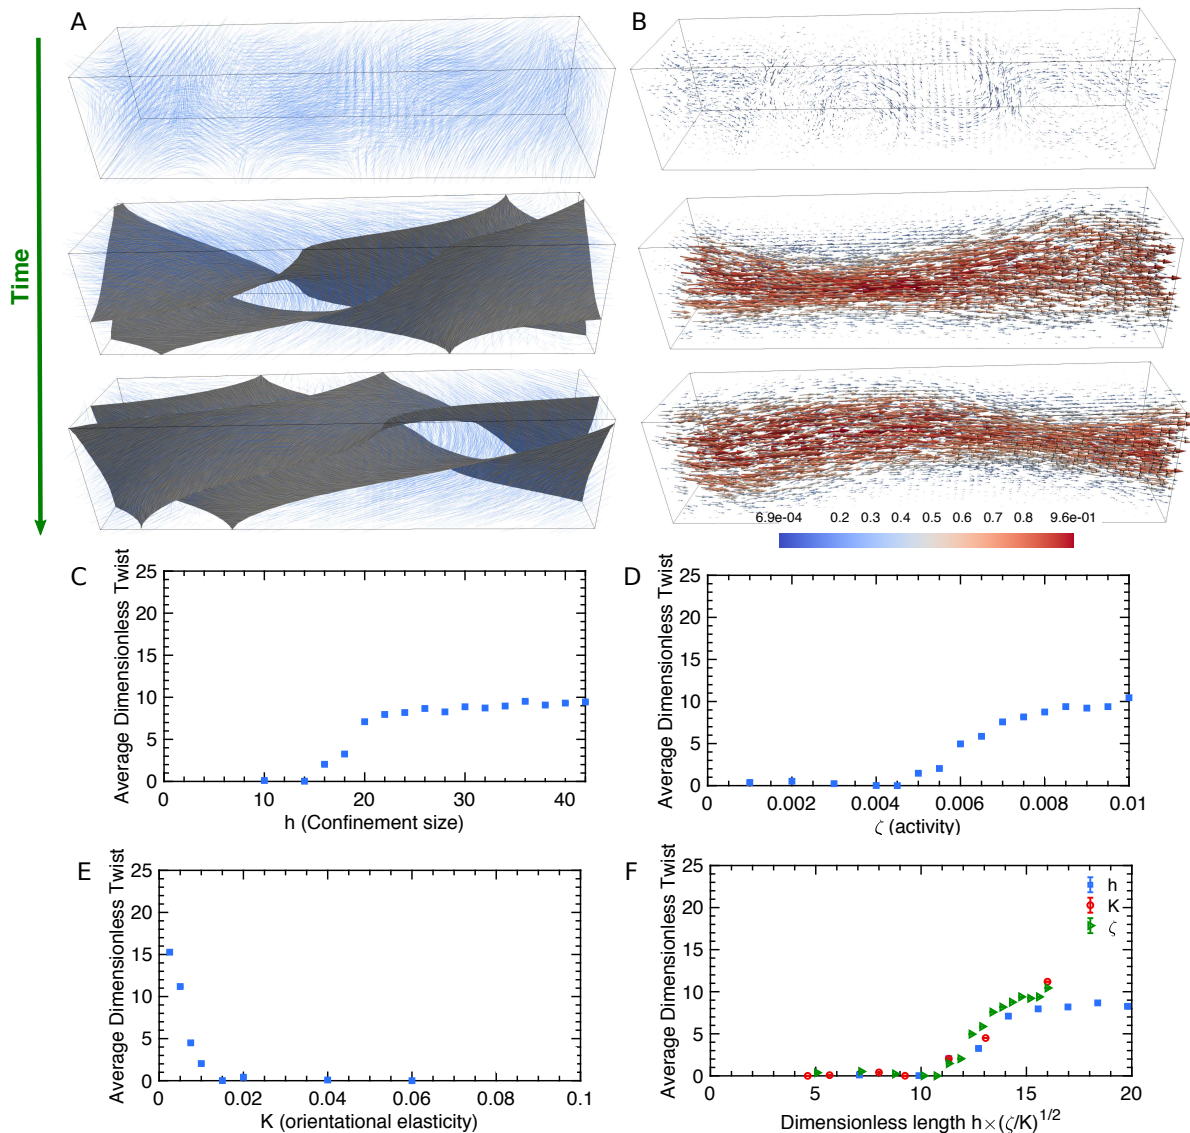 A
B
Time
6.9e-04 0.2 0.3 0.4 0.5 0.6 0.7 0.8 9.6e-01
C
Average Dimensionless Twist
25
20
15
10
5
0
0 10 20 30 40
h (Confinement size)
D
Average Dimensionless Twist
25
20
15
10
5
0
0 0.002 0.004 0.006 0.008 0.01
ζ (activity)
E
Average Dimensionless Twist
25
20
15
10
5
0
0 0.02 0.04 0.06 0.08 0.1
K (orientational elasticity)
F
Average Dimensionless Twist
25
20
15
10
5
0
h
K
ζ
0 5 10 15 20
Dimensionless length h×(ζ/K)^1/2